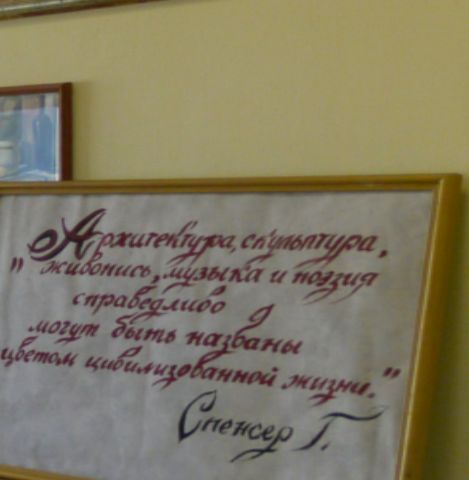 „Архитектура, скульптура,
живопись, музыка и поэзия
справедливо
могут быть названы
цветом цивилизованной жизни.”
Спенсер Г.